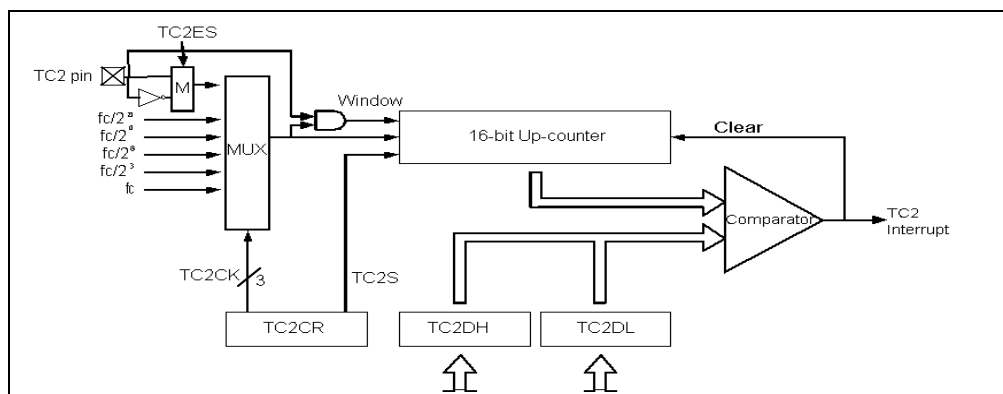 TC2ES
TC2 pin
M
Window
fc/2
fc/2
fc/2⁸
fc/2³
fc
MUX
16-bit Up-counter
Clear
Comparator
TC2
Interrupt
TC2CK
3
TC2S
TC2CR
TC2DH
TC2DL